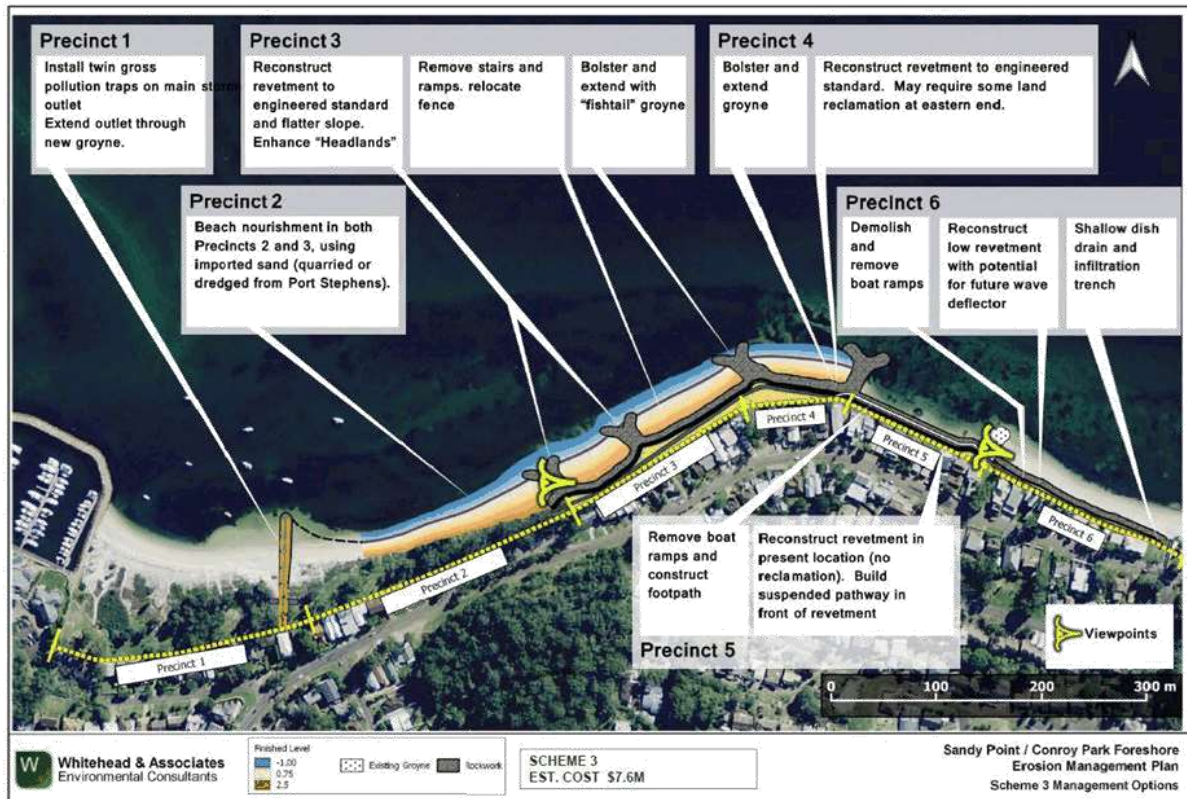 Precinct 1
Install twin gross
pollution traps on main storm
outlet
Extend outlet through
new groyne.
Precinct 3
Reconstruct
revetment to
engineered standard
and flatter slope.
Enhance "Headlands"
Remove stairs and
ramps. relocate
fence
Bolster and
extend with
"fishtail" groyne
Precinct 4
Bolster and
extend
groyne
Reconstruct revetment to engineered
standard. May require some land
reclamation at eastern end.
Precinct 2
Beach nourishment in both
Precincts 2 and 3, using
imported sand (quarried or
dredged from Port Stephens).
Precinct 6
Demolish
and
remove
boat ramps
Reconstruct
low revetment
with potential
for future wave
deflector
Shallow dish
drain and
infiltration
trench
Precinct 1
Precinct 2
Precinct 3
Precinct 4
Precinct 5
Precinct 6
Remove boat
ramps and
construct
footpath
Reconstruct revetment in
present location (no
reclamation). Build
suspended pathway in
front of revetment
Precinct 5
Viewpoints
0 100 200 300 m
W
Whitehead & Associates
Environmental Consultants
Finished Level
-1.00
0.75
2.5
Existing Groyne
Rockwork
SCHEME 3
EST. COST $7.6M
Sandy Point / Conroy Park Foreshore
Erosion Management Plan
Scheme 3 Management Options